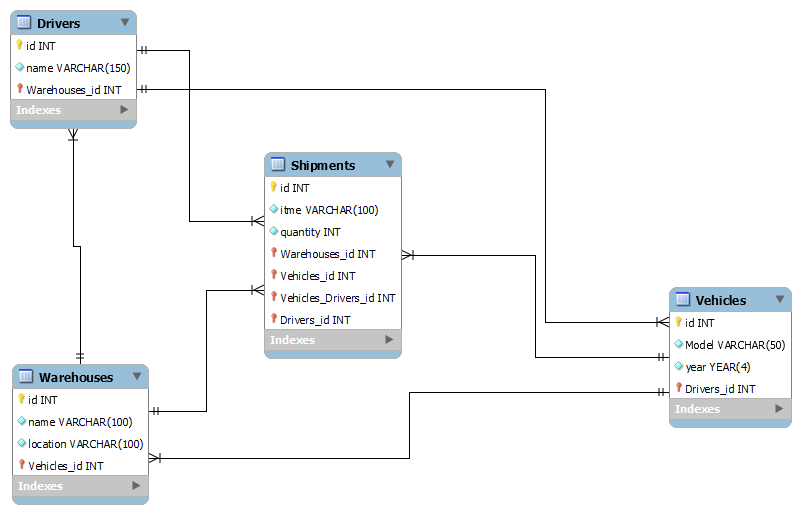 Drivers
id INT
name VARCHAR(150)
Warehouses_id INT
Indexes
Shipments
id INT
itme VARCHAR(100)
quantity INT
Warehouses_id INT
Vehicles_id INT
Vehicles_Drivers_id INT
Drivers_id INT
Indexes
Vehicles
id INT
Model VARCHAR(50)
year YEAR(4)
Drivers_id INT
Indexes
Warehouses
id INT
name VARCHAR(100)
location VARCHAR(100)
Vehicles_id INT
Indexes